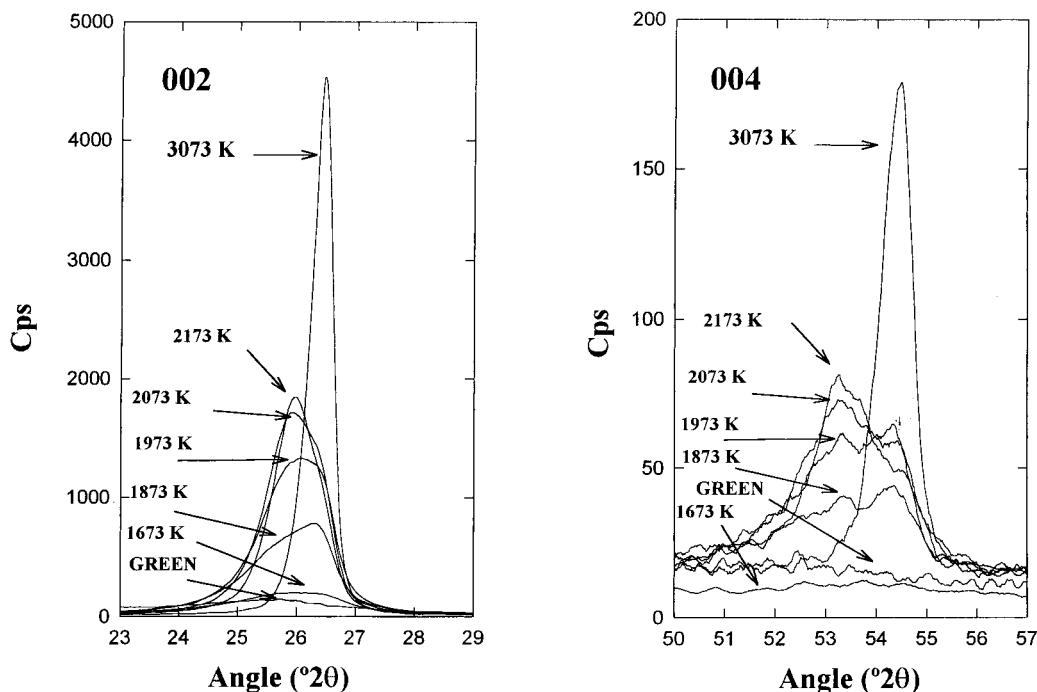 002
5000
4000
3000
2000
1000
0
Cps
3073 K
2173 K
2073 K
1973 K
1873 K
1673 K
GREEN
23 24 25 26 27 28 29
Angle (º2θ)
004
200
150
100
50
0
Cps
3073 K
2173 K
2073 K
1973 K
1873 K
GREEN
1673 K
50 51 52 53 54 55 56 57
Angle (º2θ)